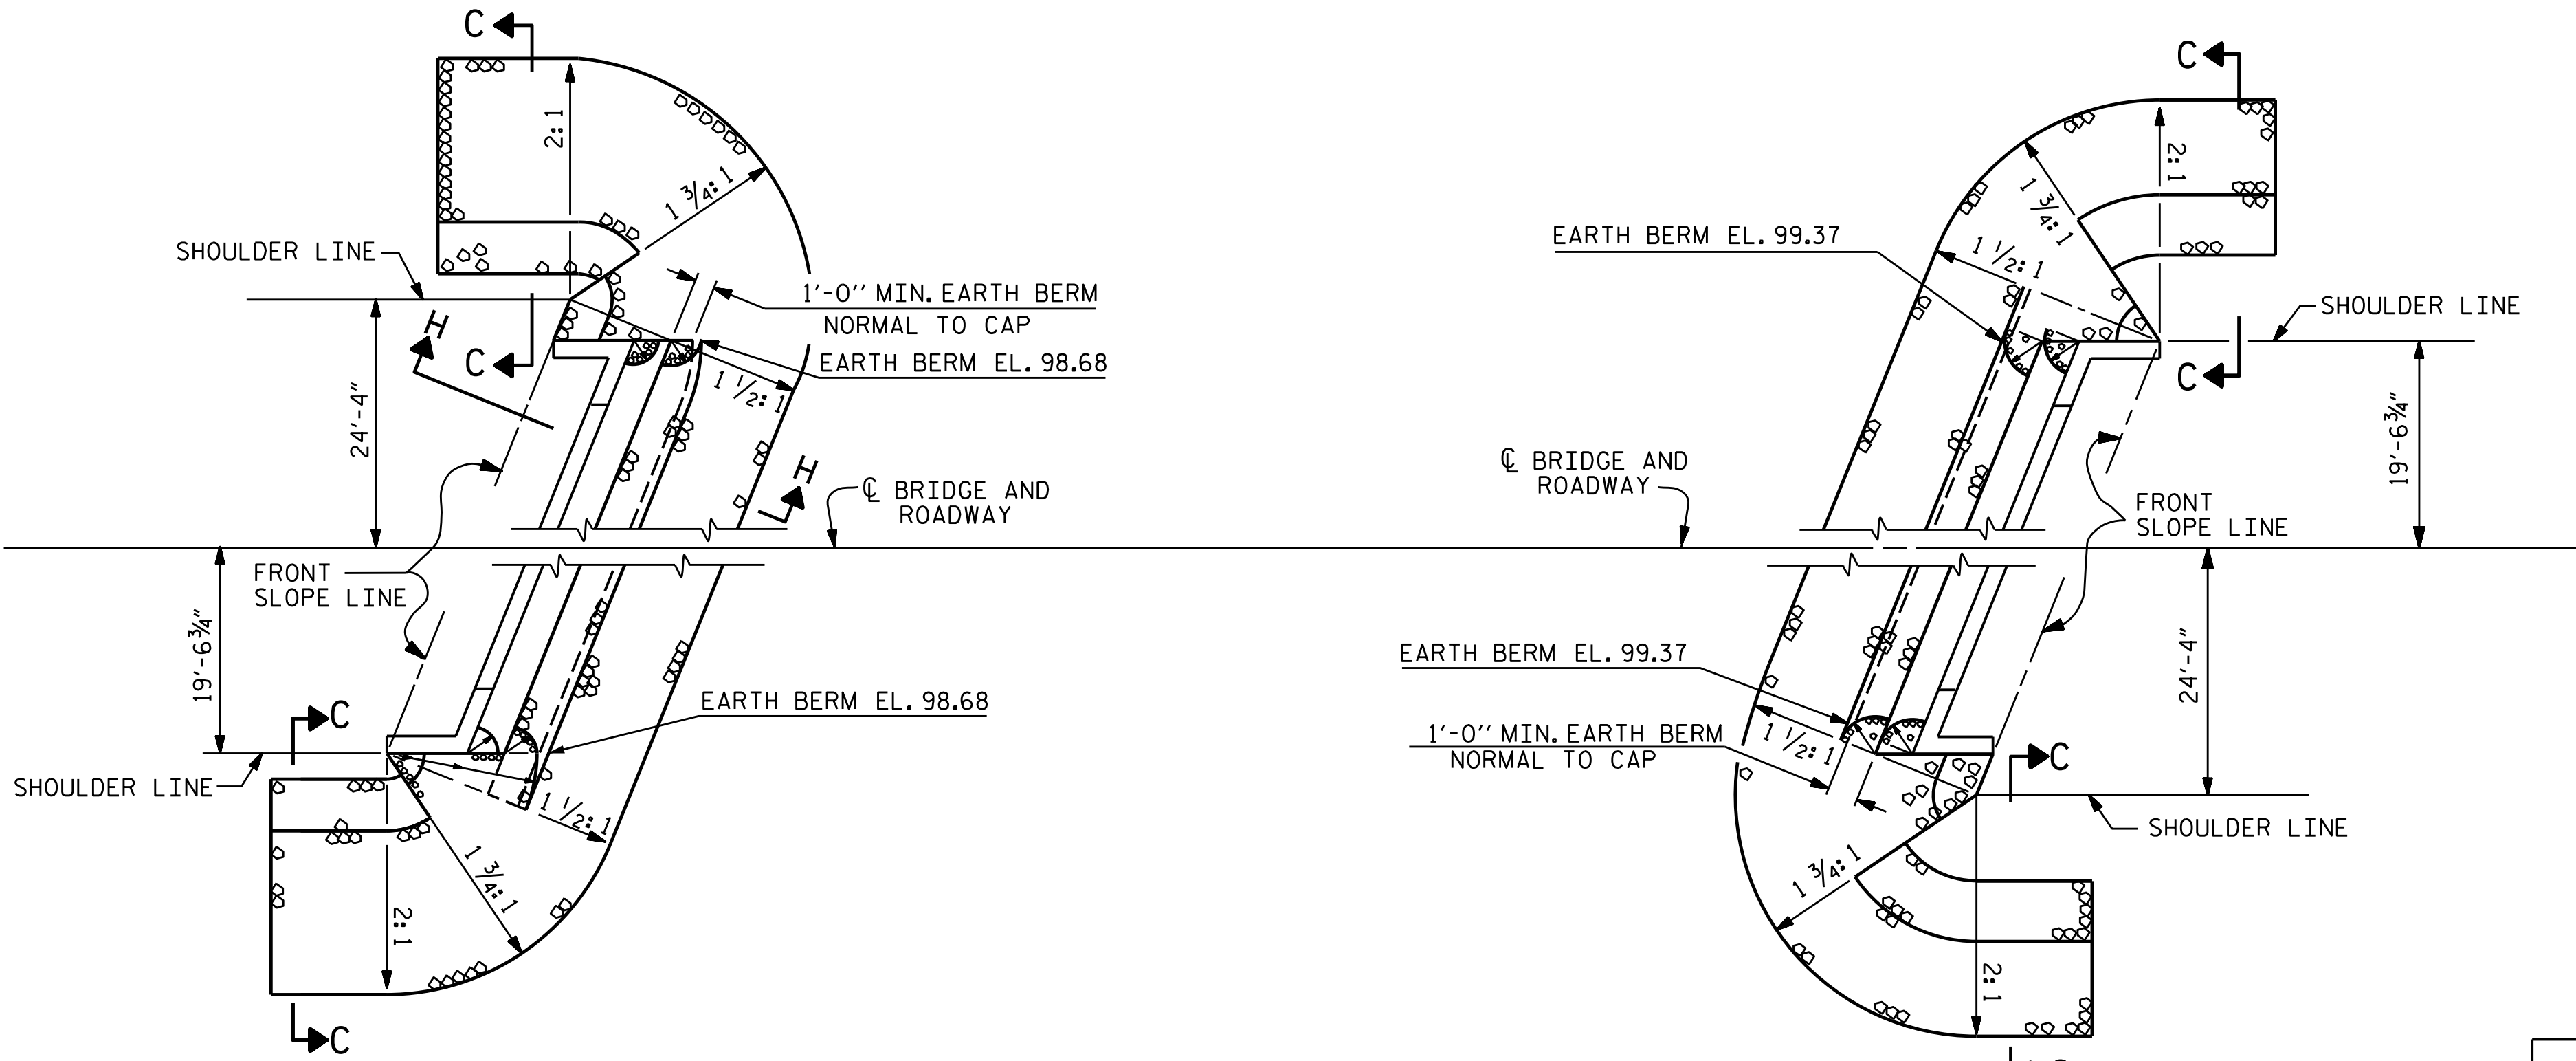 C
2:1
1 3/4:1
SHOULDER LINE
H
C
24'-4"
1'-0" MIN. EARTH BERM
NORMAL TO CAP
EARTH BERM EL. 98.68
1 1/2:1
H
℄ BRIDGE AND
ROADWAY
FRONT
SLOPE LINE
19'-6 3/4"
C
SHOULDER LINE
EARTH BERM EL. 98.68
1 1/2:1
1 3/4:1
2:1
C
C
2:1
1 3/4:1
1 1/2:1
EARTH BERM EL. 99.37
SHOULDER LINE
C
19'-6 3/4"
℄ BRIDGE AND
ROADWAY
FRONT
SLOPE LINE
EARTH BERM EL. 99.37
1'-0" MIN. EARTH BERM
NORMAL TO CAP
1 1/2:1
24'-4"
C
SHOULDER LINE
1 3/4:1
2:1